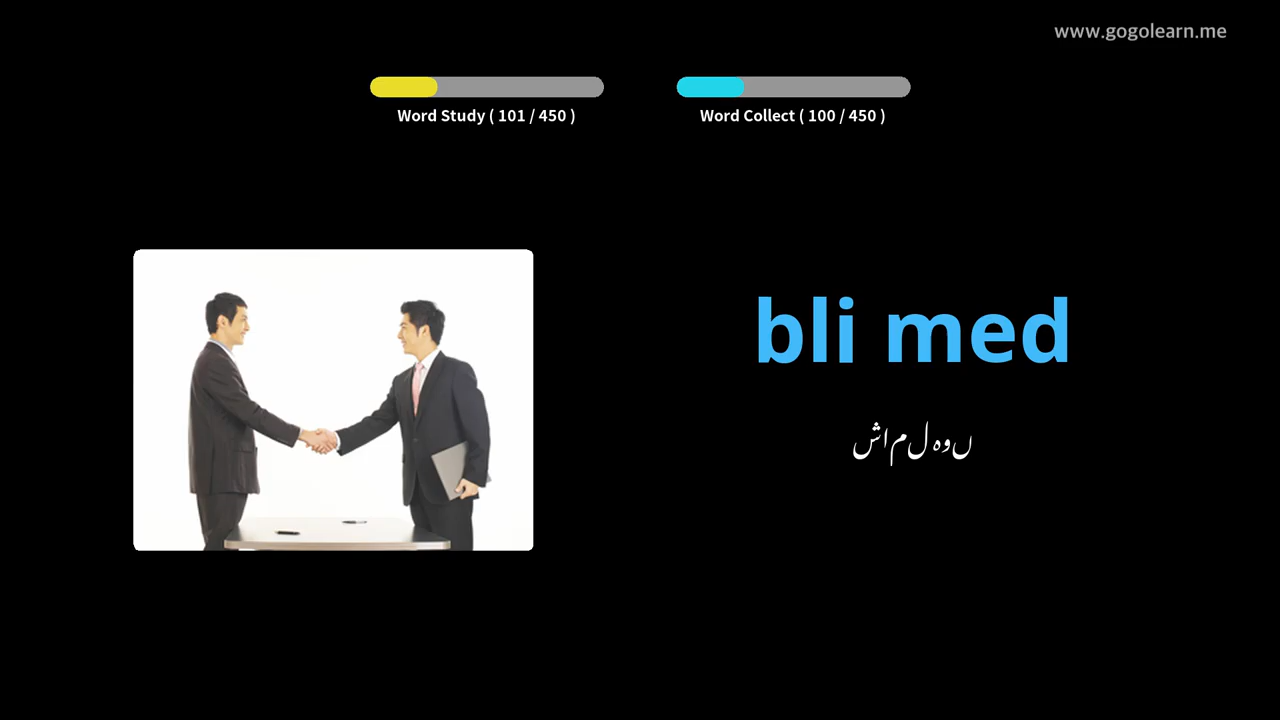 www.gogolearn.me
Word Study ( 101 / 450 )
Word Collect ( 100 / 450 )
bli med
شامل ہوں